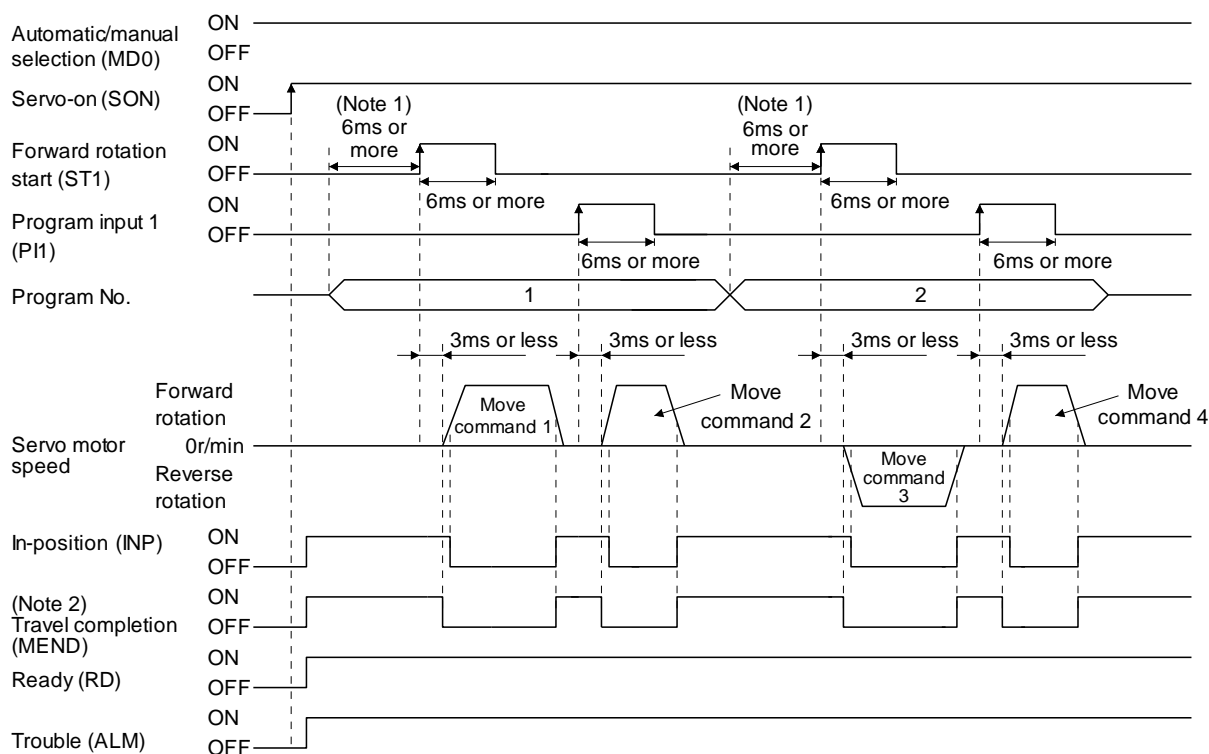 Automatic/manual
selection (MD0)
ON
OFF
Servo-on (SON)
ON
OFF
(Note 1)
6ms or
more
(Note 1)
6ms or
more
Forward rotation
start (ST1)
ON
OFF
6ms or more
6ms or more
Program input 1
(PI1)
ON
OFF
6ms or more
6ms or more
Program No.
1
2
3ms or less
3ms or less
3ms or less
3ms or less
Servo motor
speed
Forward
rotation
0r/min
Reverse
rotation
Move
command 1
Move
command 2
Move
command
3
Move
command 4
In-position (INP)
ON
OFF
(Note 2)
Travel completion
(MEND)
ON
OFF
Ready (RD)
ON
OFF
Trouble (ALM)
ON
OFF